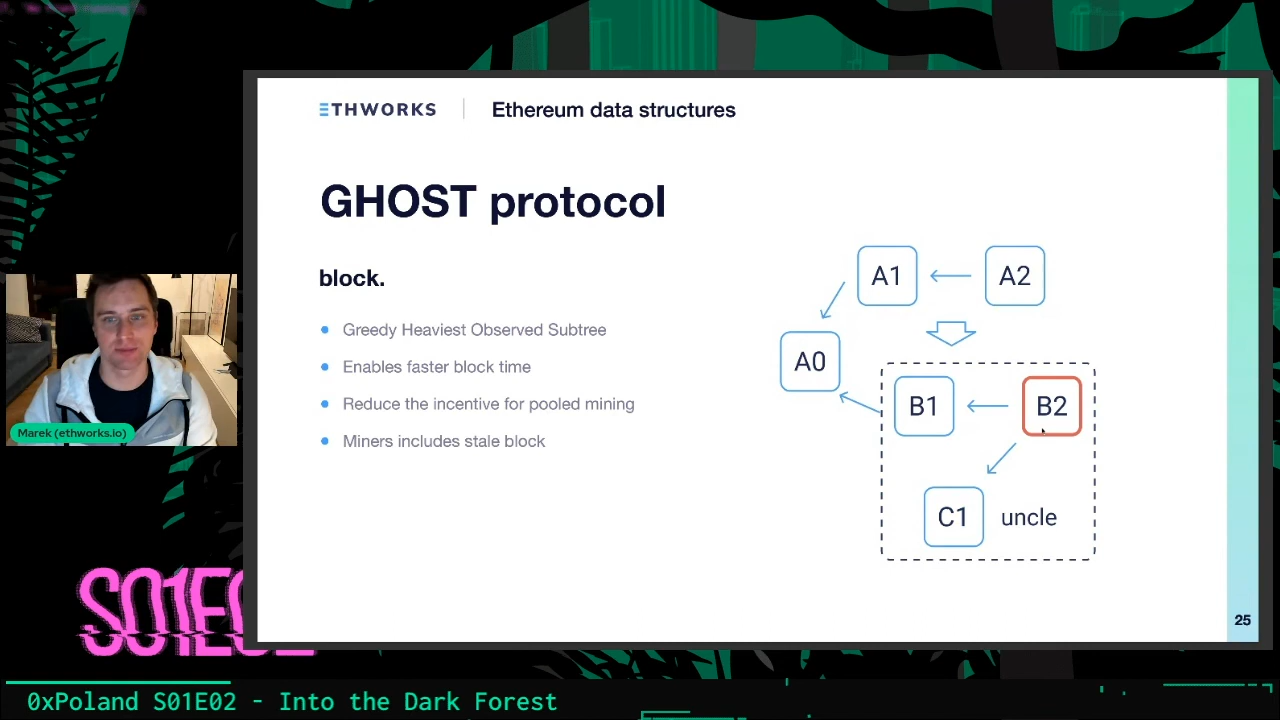 ETHWORKS
Ethereum data structures
GHOST protocol
block.
Greedy Heaviest Observed Subtree
Enables faster block time
Reduce the incentive for pooled mining
Miners includes stale block
A1
A2
A0
B1
B2
C1
uncle
25
Marek (ethworks.io)
0xPoland S01E02 - Into the Dark Forest